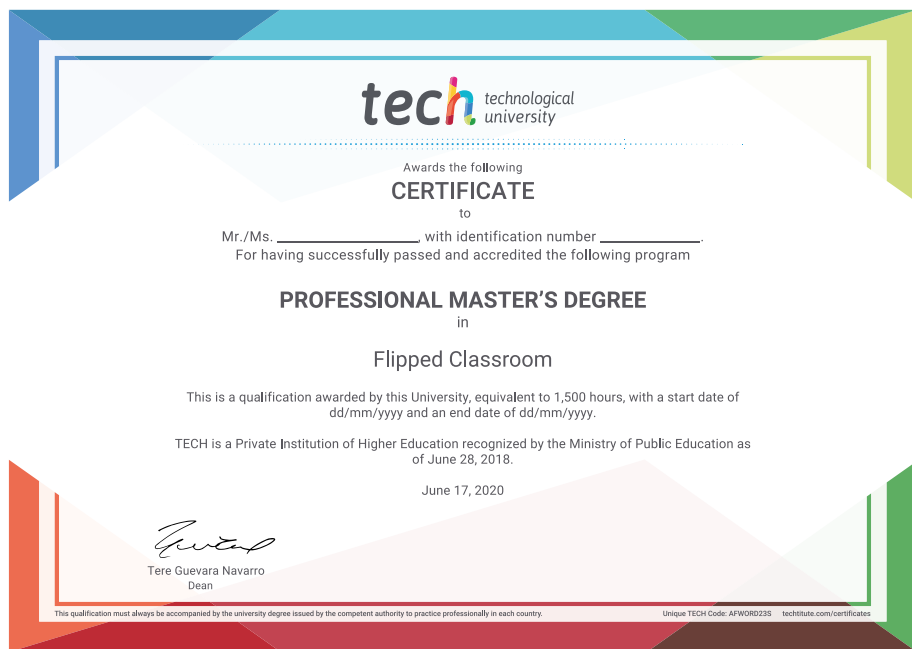 tech technological
university
Awards the following
CERTIFICATE
to
Mr./Ms. ____________________, with identification number ______________.
For having successfully passed and accredited the following program
PROFESSIONAL MASTER'S DEGREE
in
Flipped Classroom
This is a qualification awarded by this University, equivalent to 1,500 hours, with a start date of
dd/mm/yyyy and an end date of dd/mm/yyyy.
TECH is a Private Institution of Higher Education recognized by the Ministry of Public Education as
of June 28, 2018.
June 17, 2020
Tere Guevara Navarro
Dean
This qualification must always be accompanied by the university degree issued by the competent authority to practice professionally in each country. Unique TECH Code: AFWORD23S techtitute.com/certificates